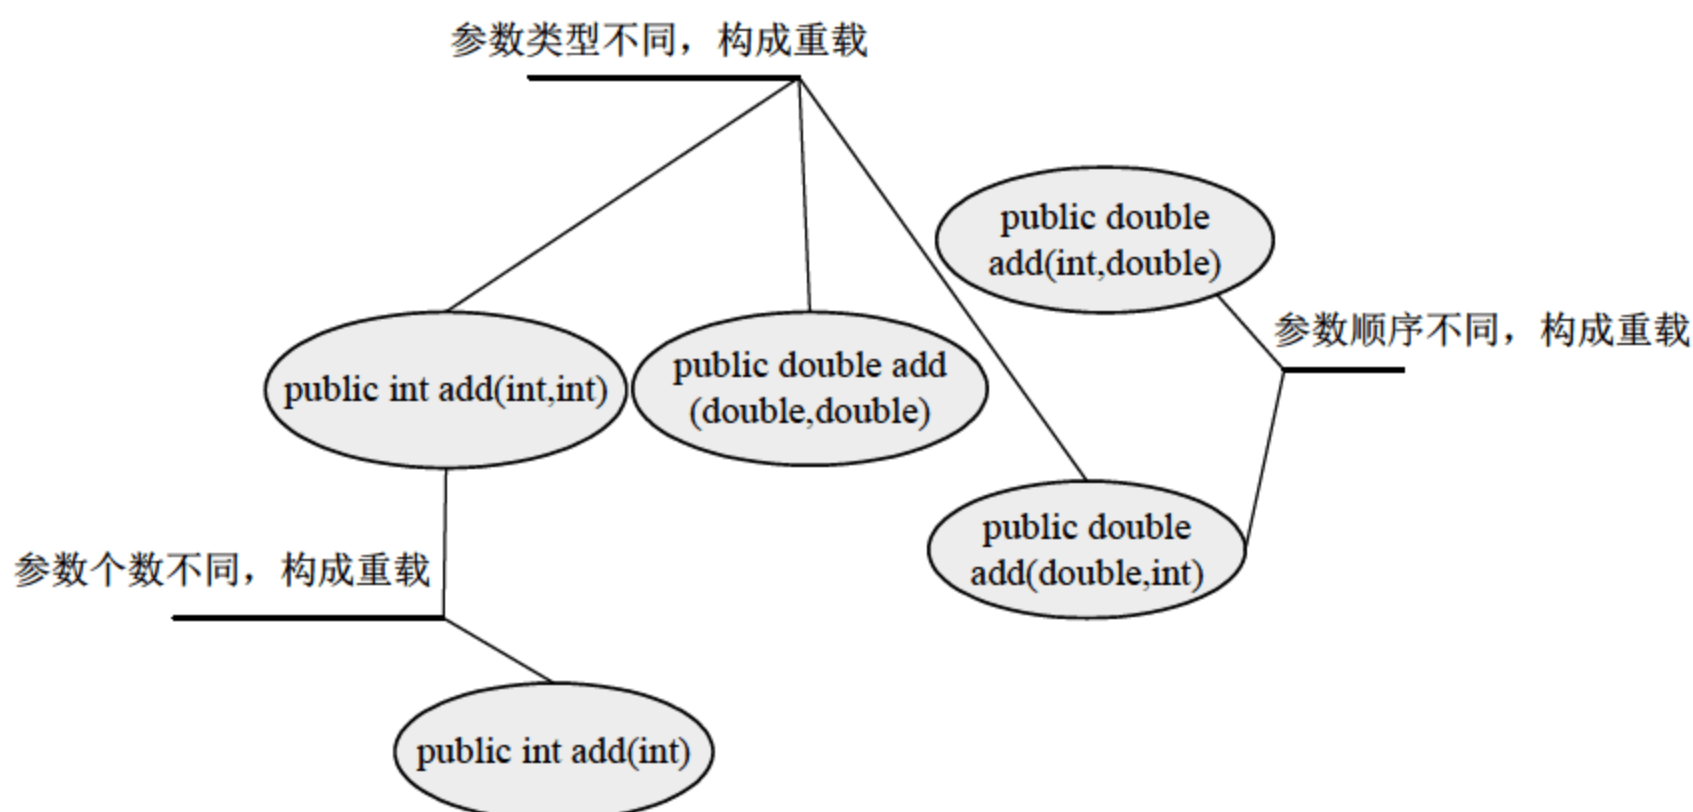 参数类型不同，构成重载
public double
add(int,double)
参数顺序不同，构成重载
public int add(int,int)
public double add
(double,double)
public double
add(double,int)
参数个数不同，构成重载
public int add(int)